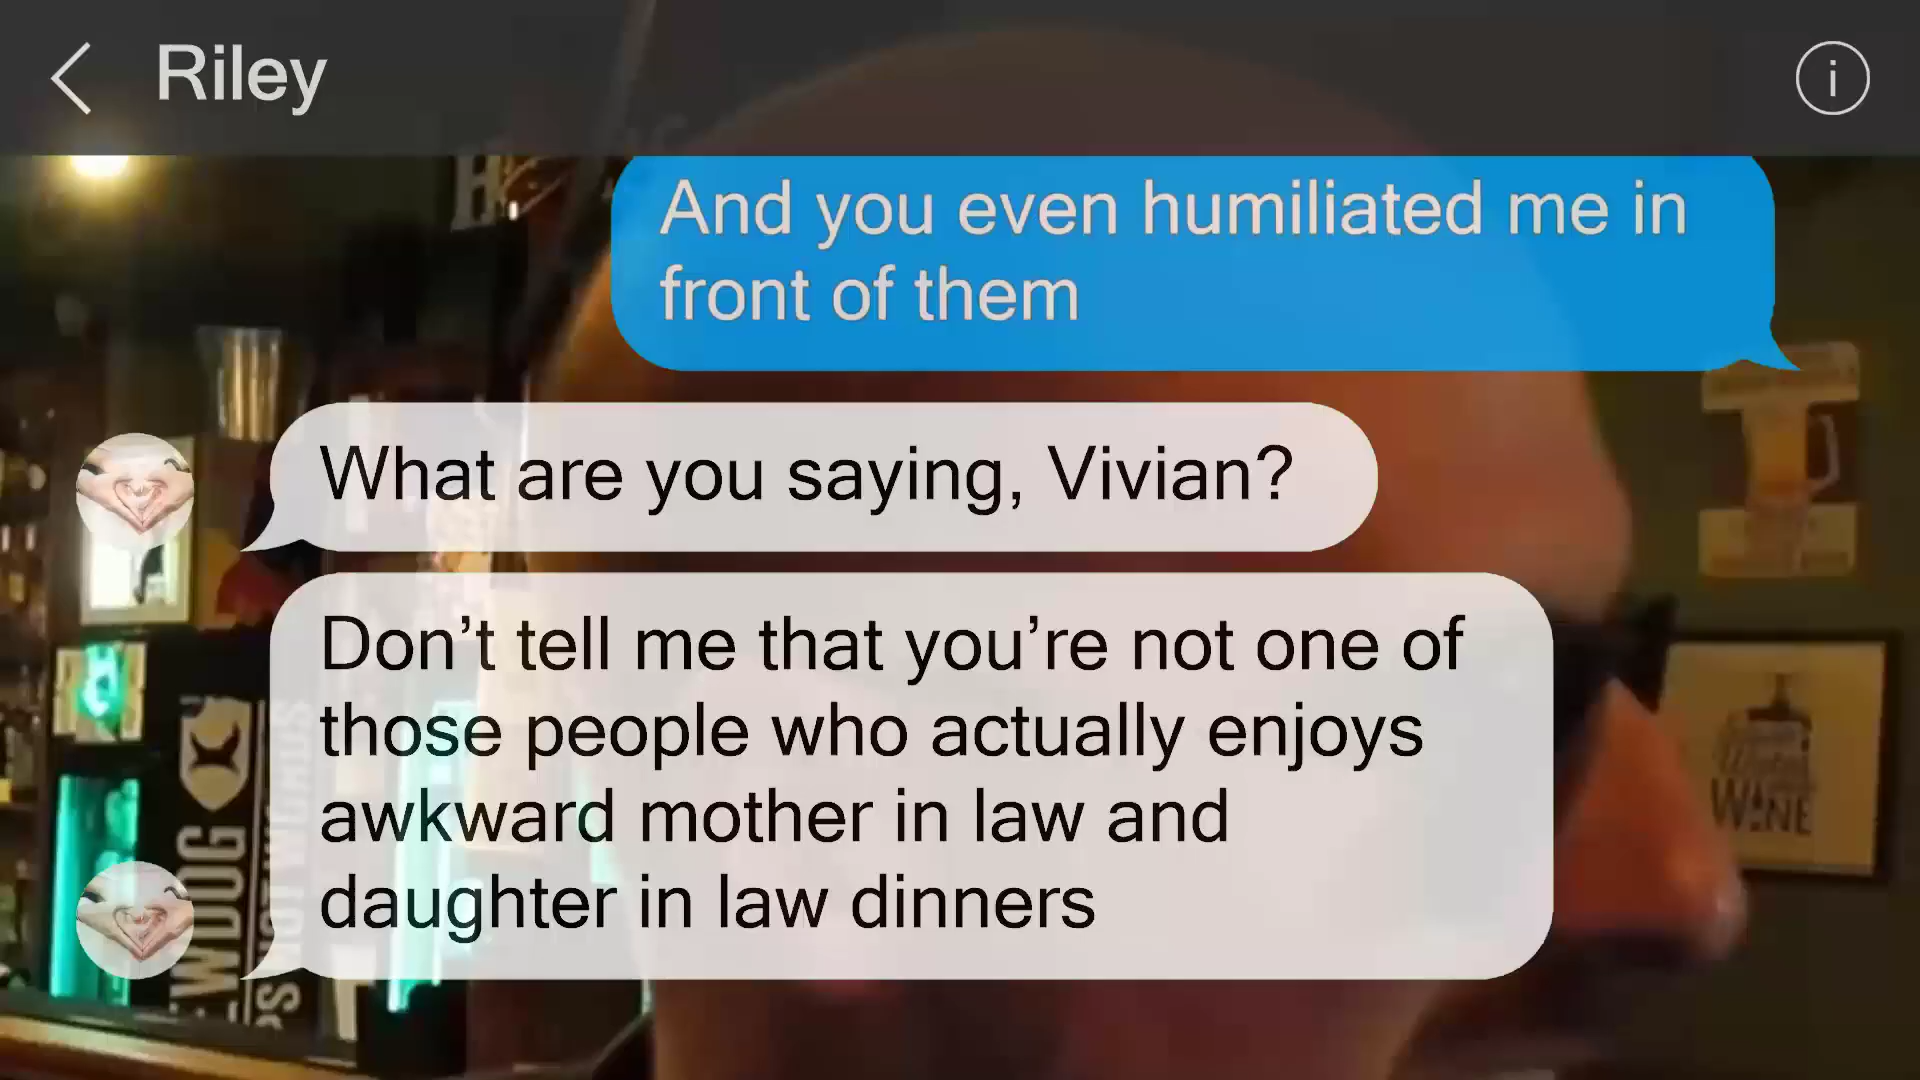 Riley
And you even humiliated me in
front of them
What are you saying, Vivian?
Don't tell me that you're not one of
those people who actually enjoys
awkward mother in law and
daughter in law dinners
WINE
EWDOG